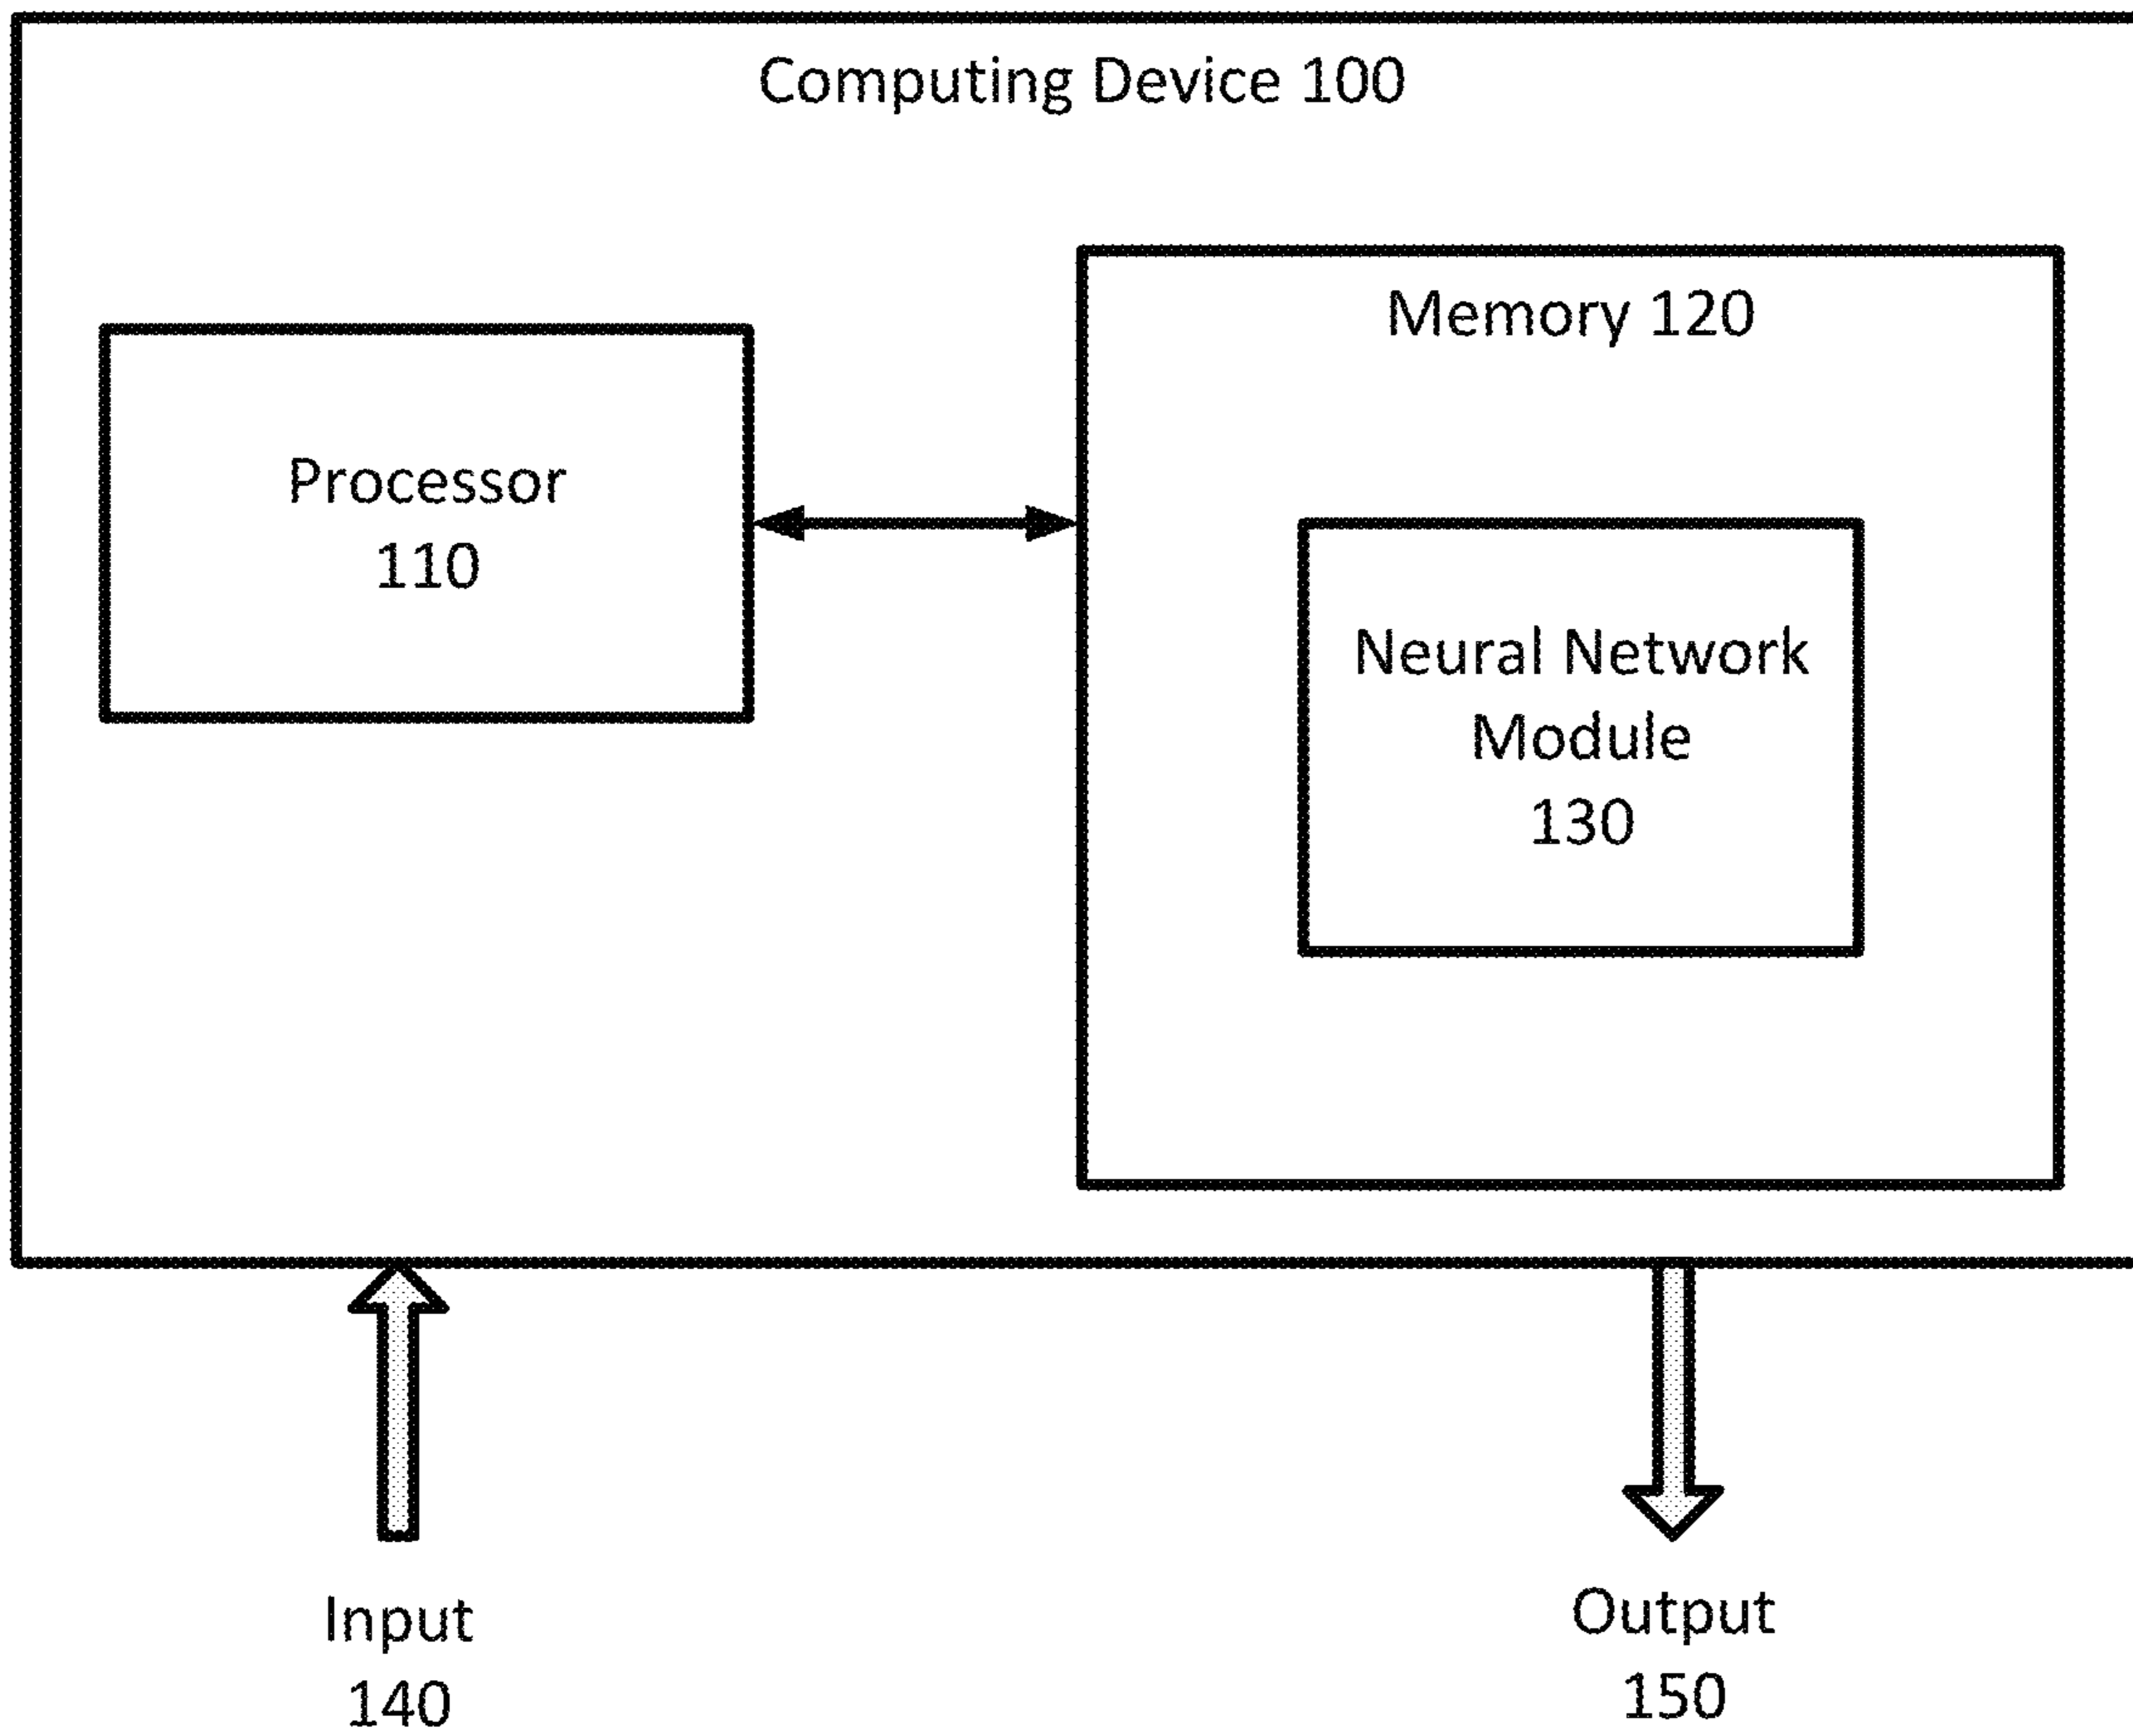 Computing Device 100
Memory 120
Processor
110
Neural Network
Module
130
Input
140
Output
150